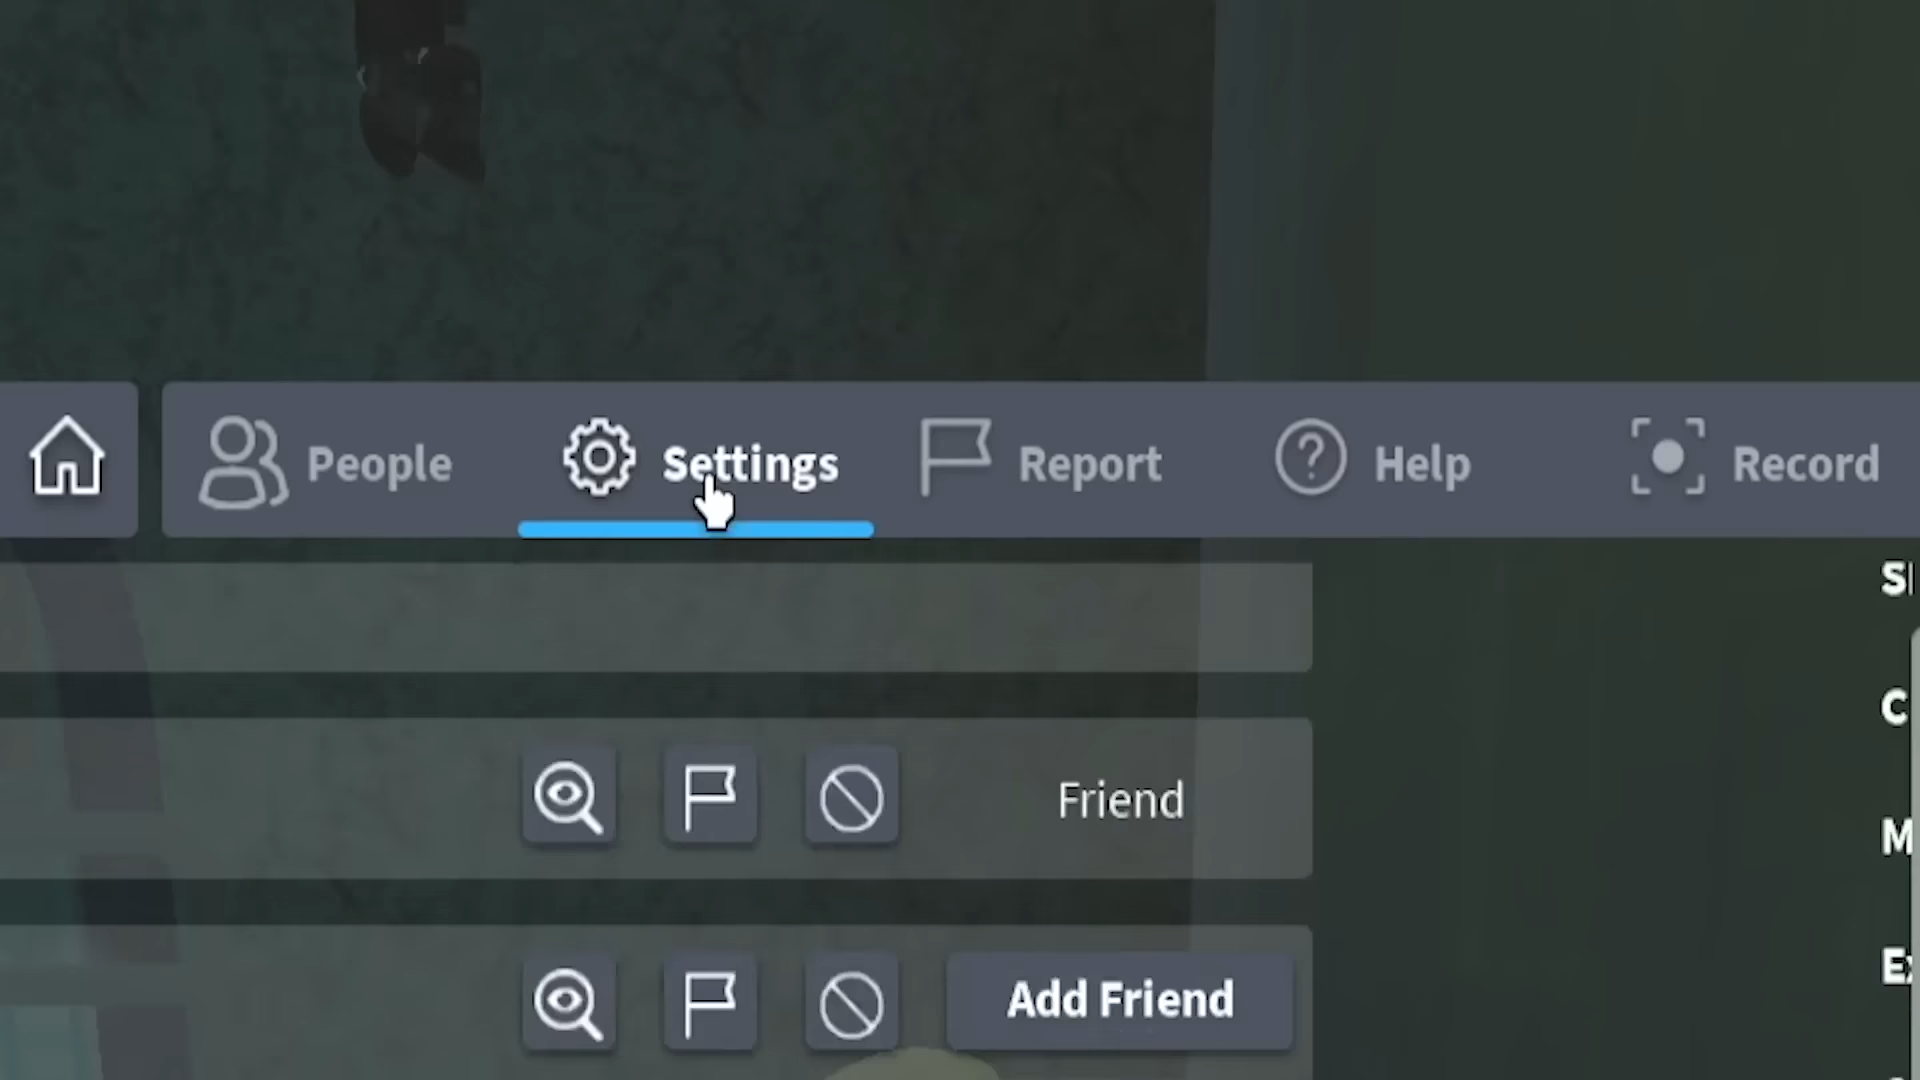 People Settings Report Help Record
Friend
Add Friend